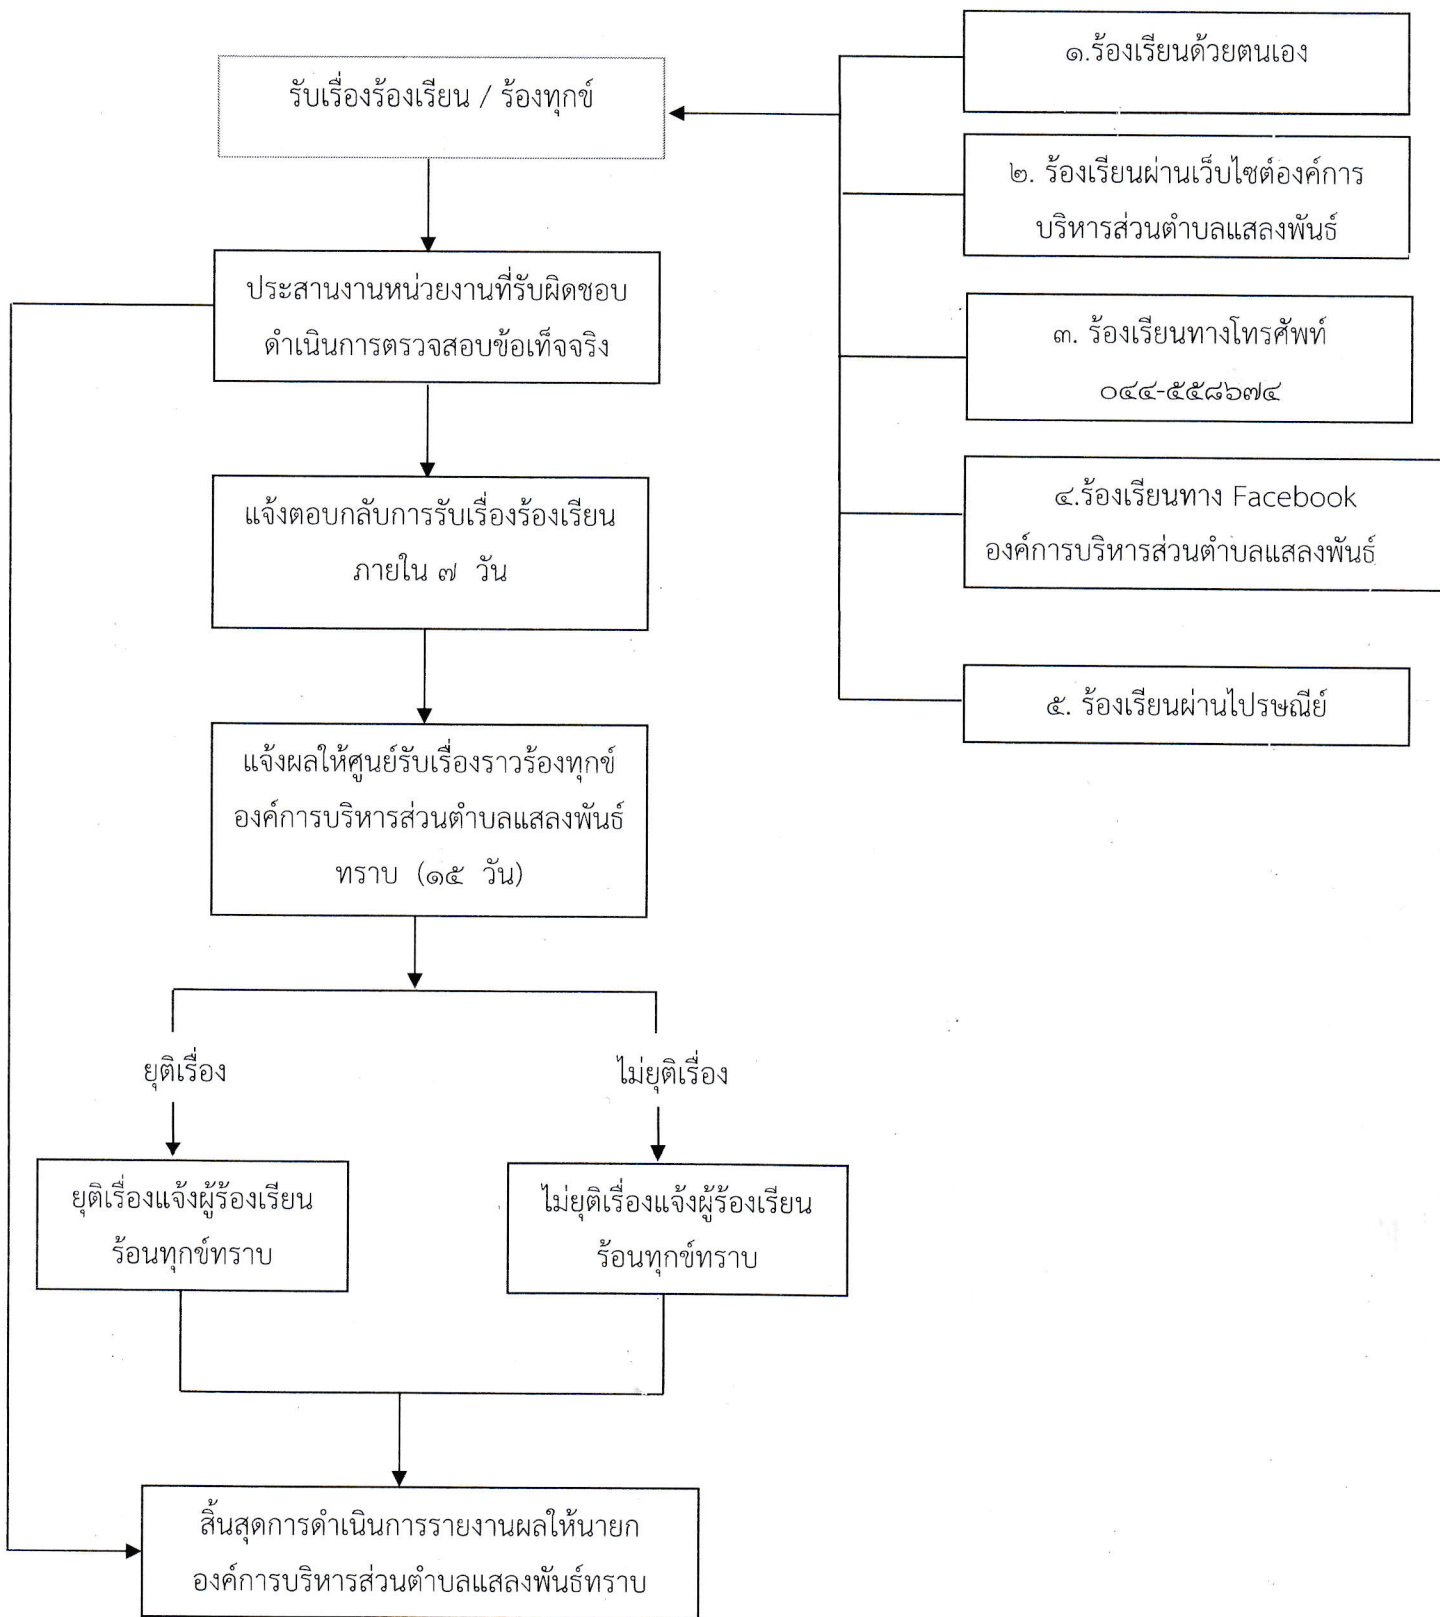 รับเรื่องร้องเรียน / ร้องทุกข์
๑.ร้องเรียนด้วยตนเอง
๒. ร้องเรียนผ่านเว็บไซต์องค์การ
บริหารส่วนตำบลแสลงพันธ์
๓. ร้องเรียนทางโทรศัพท์
๐๔๔-๕๕๘๖๗๔
๔.ร้องเรียนทาง Facebook
องค์การบริหารส่วนตำบลแสลงพันธ์
๕. ร้องเรียนผ่านไปรษณีย์
ประสานงานหน่วยงานที่รับผิดชอบ
ดำเนินการตรวจสอบข้อเท็จจริง
แจ้งตอบกลับการรับเรื่องร้องเรียน
ภายใน ๗ วัน
แจ้งผลให้ศูนย์รับเรื่องราวร้องทุกข์
องค์การบริหารส่วนตำบลแสลงพันธ์
ทราบ (๑๕ วัน)
ยุติเรื่อง
ไม่ยุติเรื่อง
ยุติเรื่องแจ้งผู้ร้องเรียน
ร้อนทุกข์ทราบ
ไม่ยุติเรื่องแจ้งผู้ร้องเรียน
ร้อนทุกข์ทราบ
สิ้นสุดการดำเนินการรายงานผลให้นายก
องค์การบริหารส่วนตำบลแสลงพันธ์ทราบ